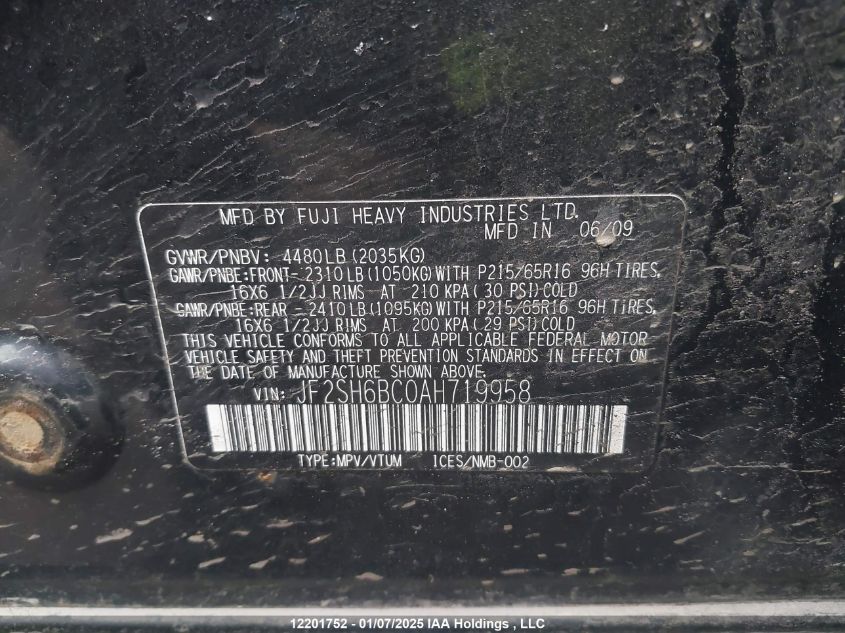 MFD BY FUJI HEAVY INDUSTRIES LTD.
MFD IN 06/09
GVWR/PNBV: 4480LB (2035KG)
GAWR/PNBE:FRONT- 2310LB (1050KG) WITH P215/65R16 96H TIRES,
16X6 1/2JJ RIMS AT 210 KPA (30 PSI) COLD
GAWR/PNBE:REAR - 2410LB (1095KG) WITH P215/65R16 96H TIRES,
16X6 1/2JJ RIMS AT 200 KPA (29 PSI) COLD
THIS VEHICLE CONFORMS TO ALL APPLICABLE FEDERAL MOTOR
VEHICLE SAFETY AND THEFT PREVENTION STANDARDS IN EFFECT ON
THE DATE OF MANUFACTURE SHOWN ABOVE.
VIN: JF2SH6BC0AH719958
TYPE:MPV/VTUM 1CES/NMB-002
12201752 - 01/07/2025 IAA Holdings , LLC